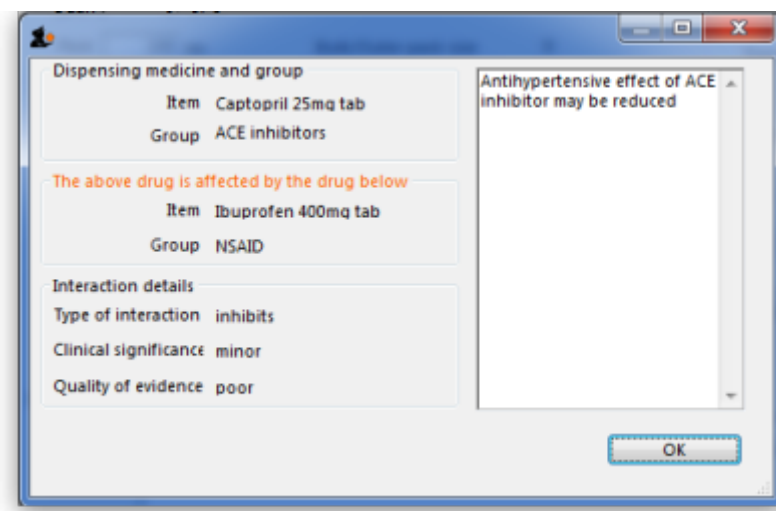 Dispensing medicine and group
Item Captopril 25mg tab
Group ACE inhibitors
The above drug is affected by the drug below
Item Ibuprofen 400mg tab
Group NSAID
Interaction details
Type of interaction inhibits
Clinical significance minor
Quality of evidence poor
Antihypertensive effect of ACE
inhibitor may be reduced
OK